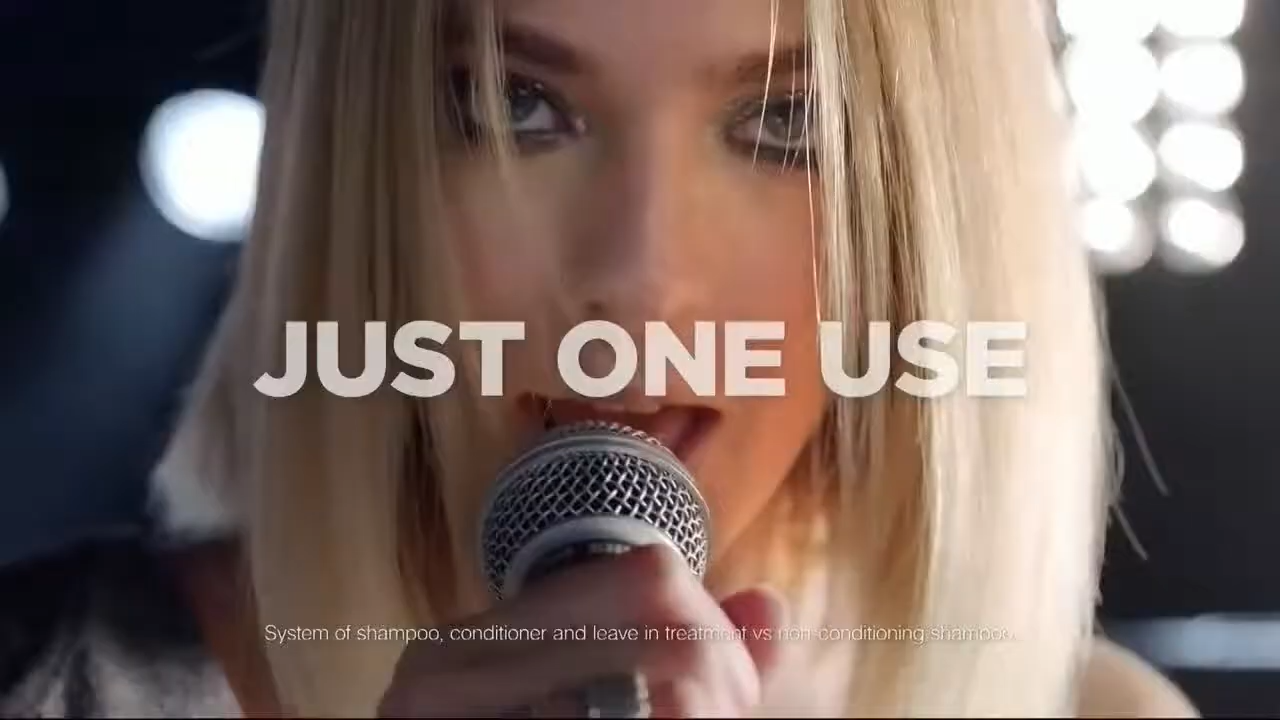 JUST ONE USE
System of shampoo, conditioner and leave in treatment vs non-conditioning shampoo.